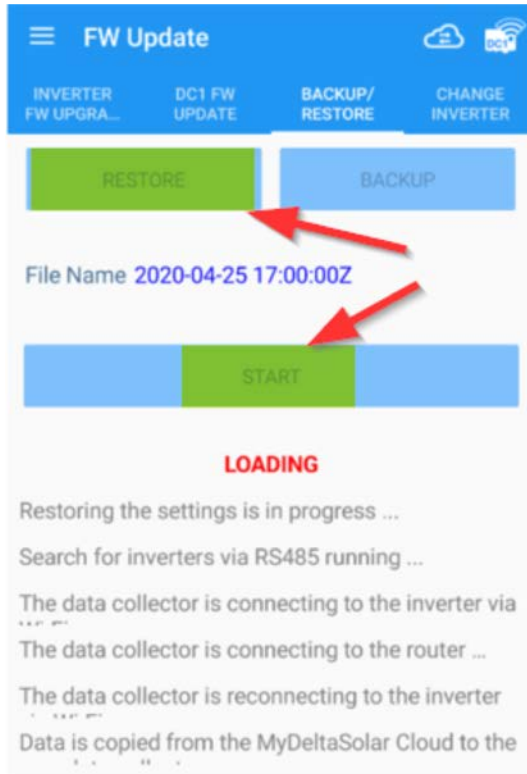 FW Update
DC1
INVERTER DC1 FW BACKUP/ CHANGE
FW UPGRA... UPDATE RESTORE INVERTER
RESTORE BACKUP
File Name 2020-04-25 17:00:00Z
START
LOADING
Restoring the settings is in progress ...
Search for inverters via RS485 running ...
The data collector is connecting to the inverter via
The data collector is connecting to the router ...
The data collector is reconnecting to the inverter
Data is copied from the MyDeltaSolar Cloud to the